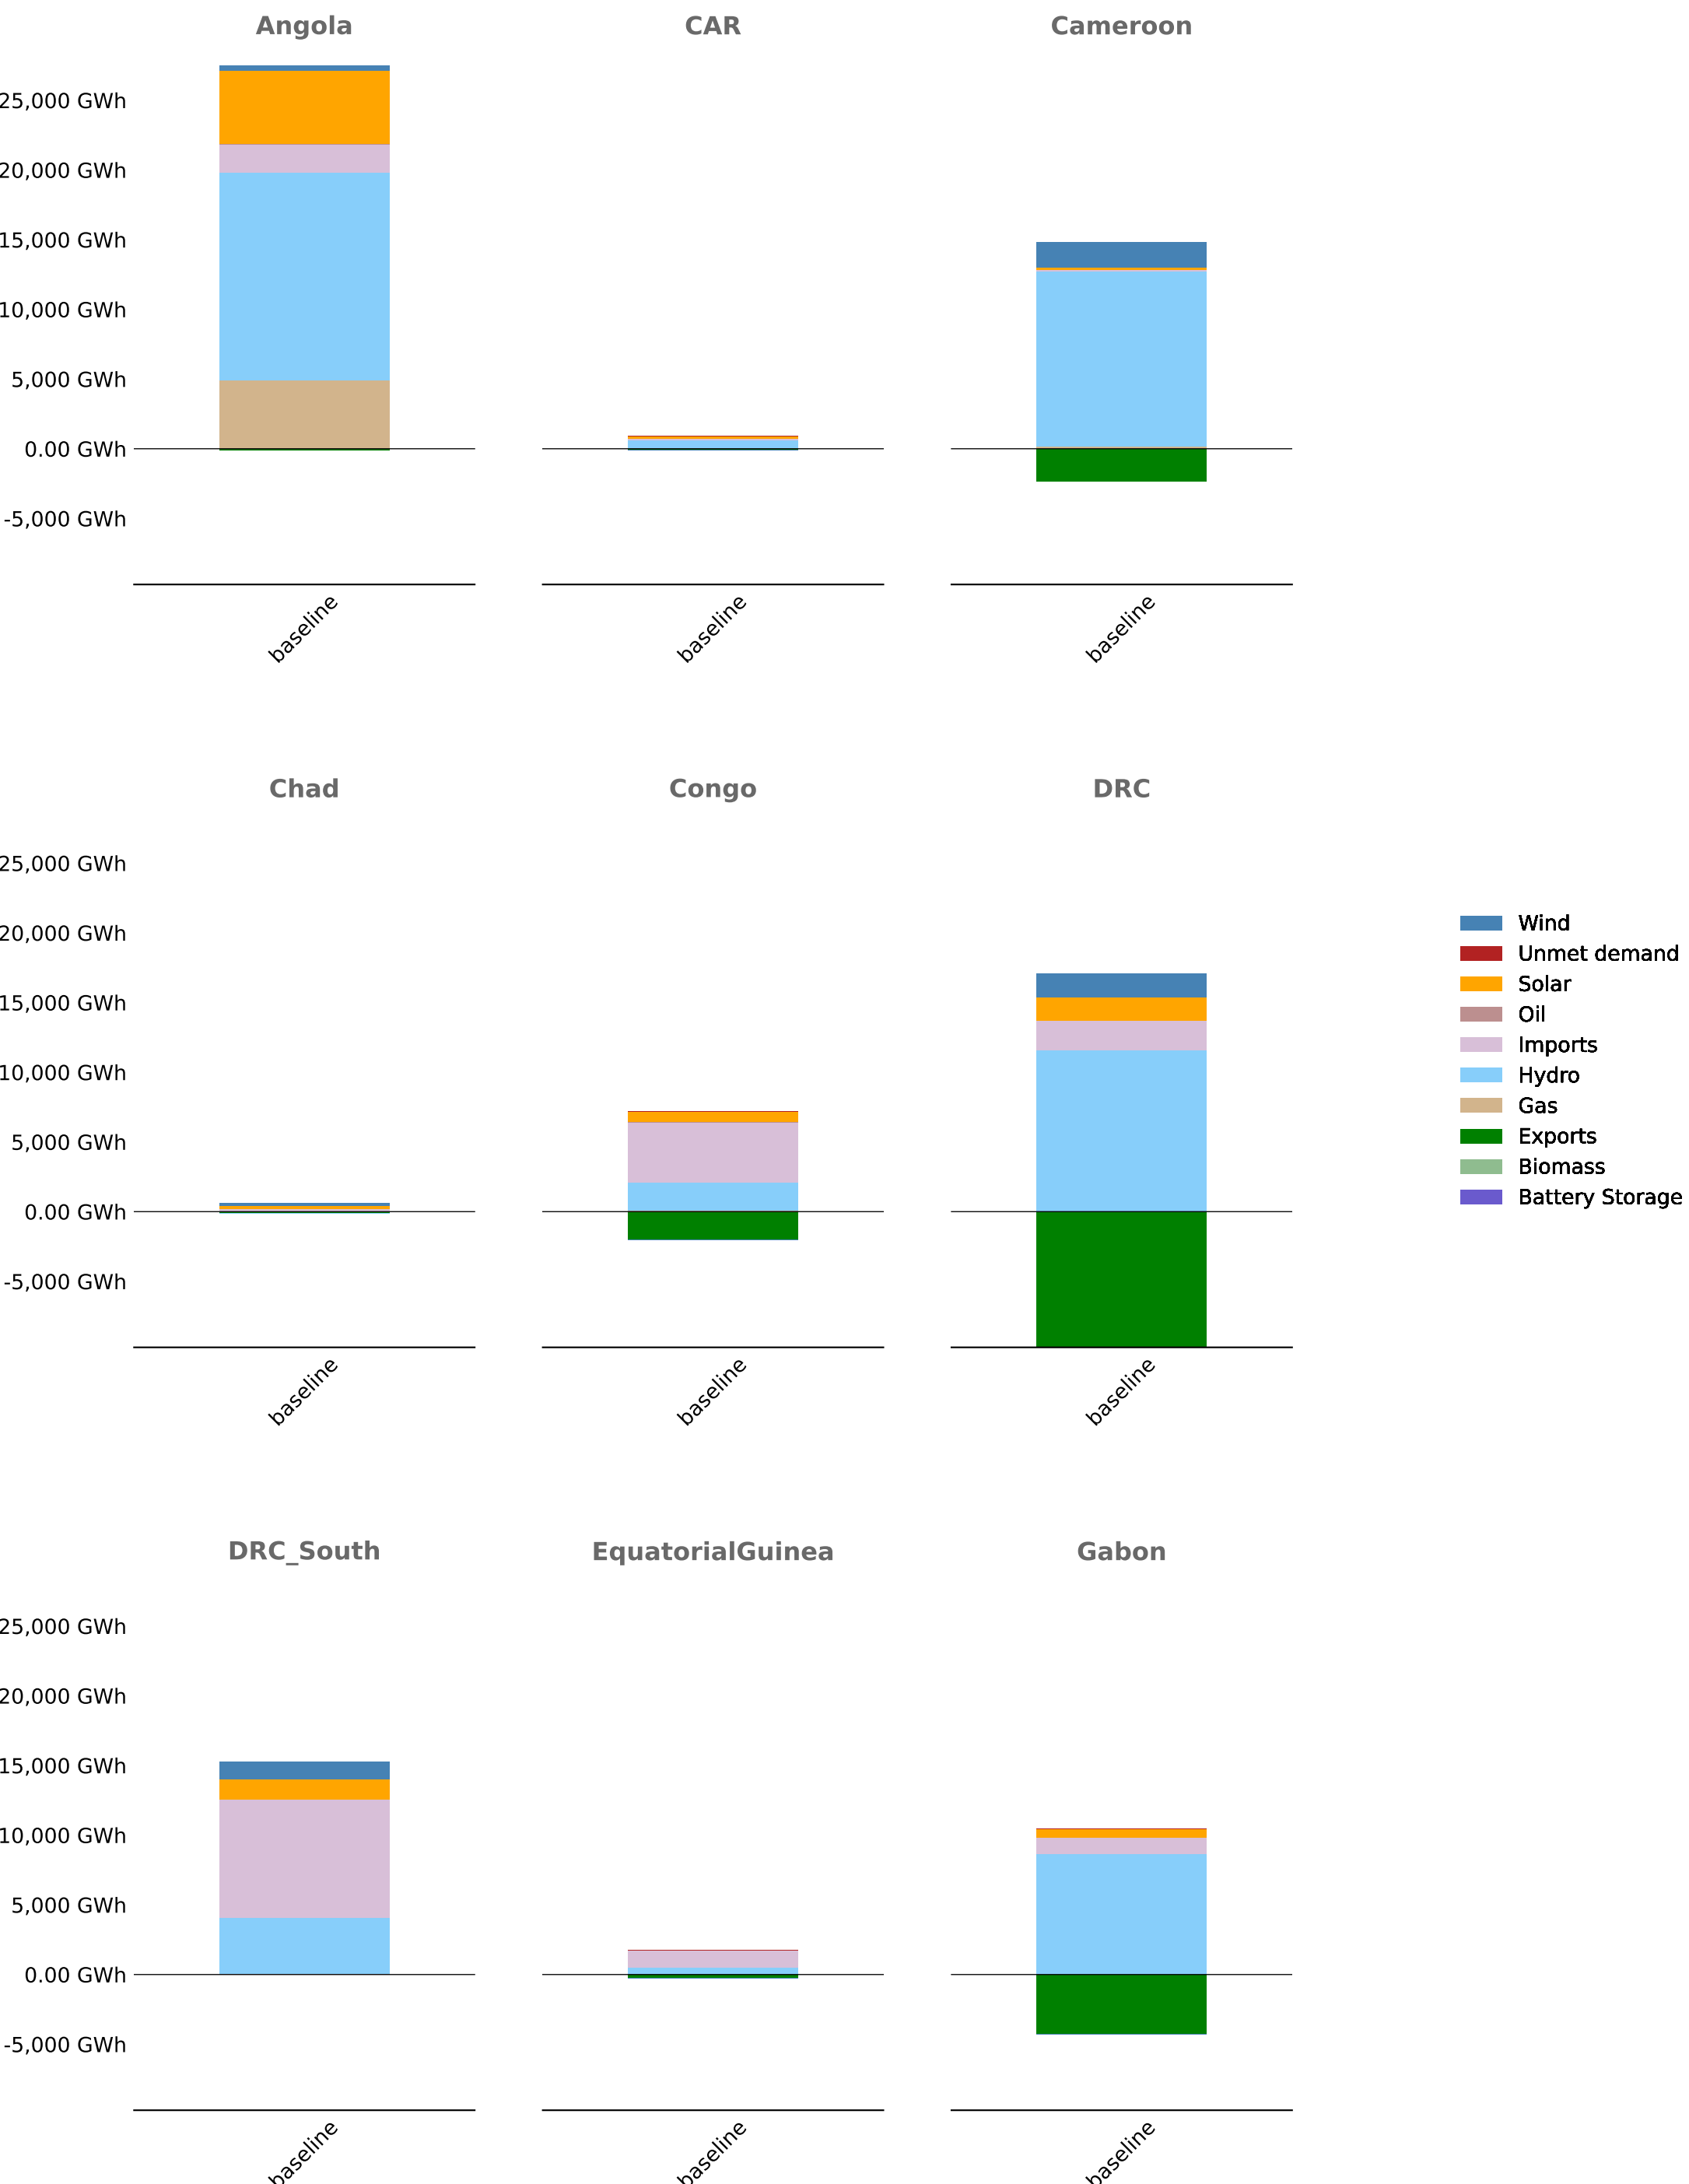 Angola
CAR
Cameroon
25,000 GWh
20,000 GWh
15,000 GWh
10,000 GWh
5,000 GWh
0.00 GWh
-5,000 GWh
baseline
baseline
baseline
Chad
Congo
DRC
25,000 GWh
20,000 GWh
15,000 GWh
10,000 GWh
5,000 GWh
0.00 GWh
-5,000 GWh
baseline
baseline
baseline
Wind
Unmet demand
Solar
Oil
Imports
Hydro
Gas
Exports
Biomass
Battery Storage
DRC_South
EquatorialGuinea
Gabon
25,000 GWh
20,000 GWh
15,000 GWh
10,000 GWh
5,000 GWh
0.00 GWh
-5,000 GWh
baseline
baseline
baseline